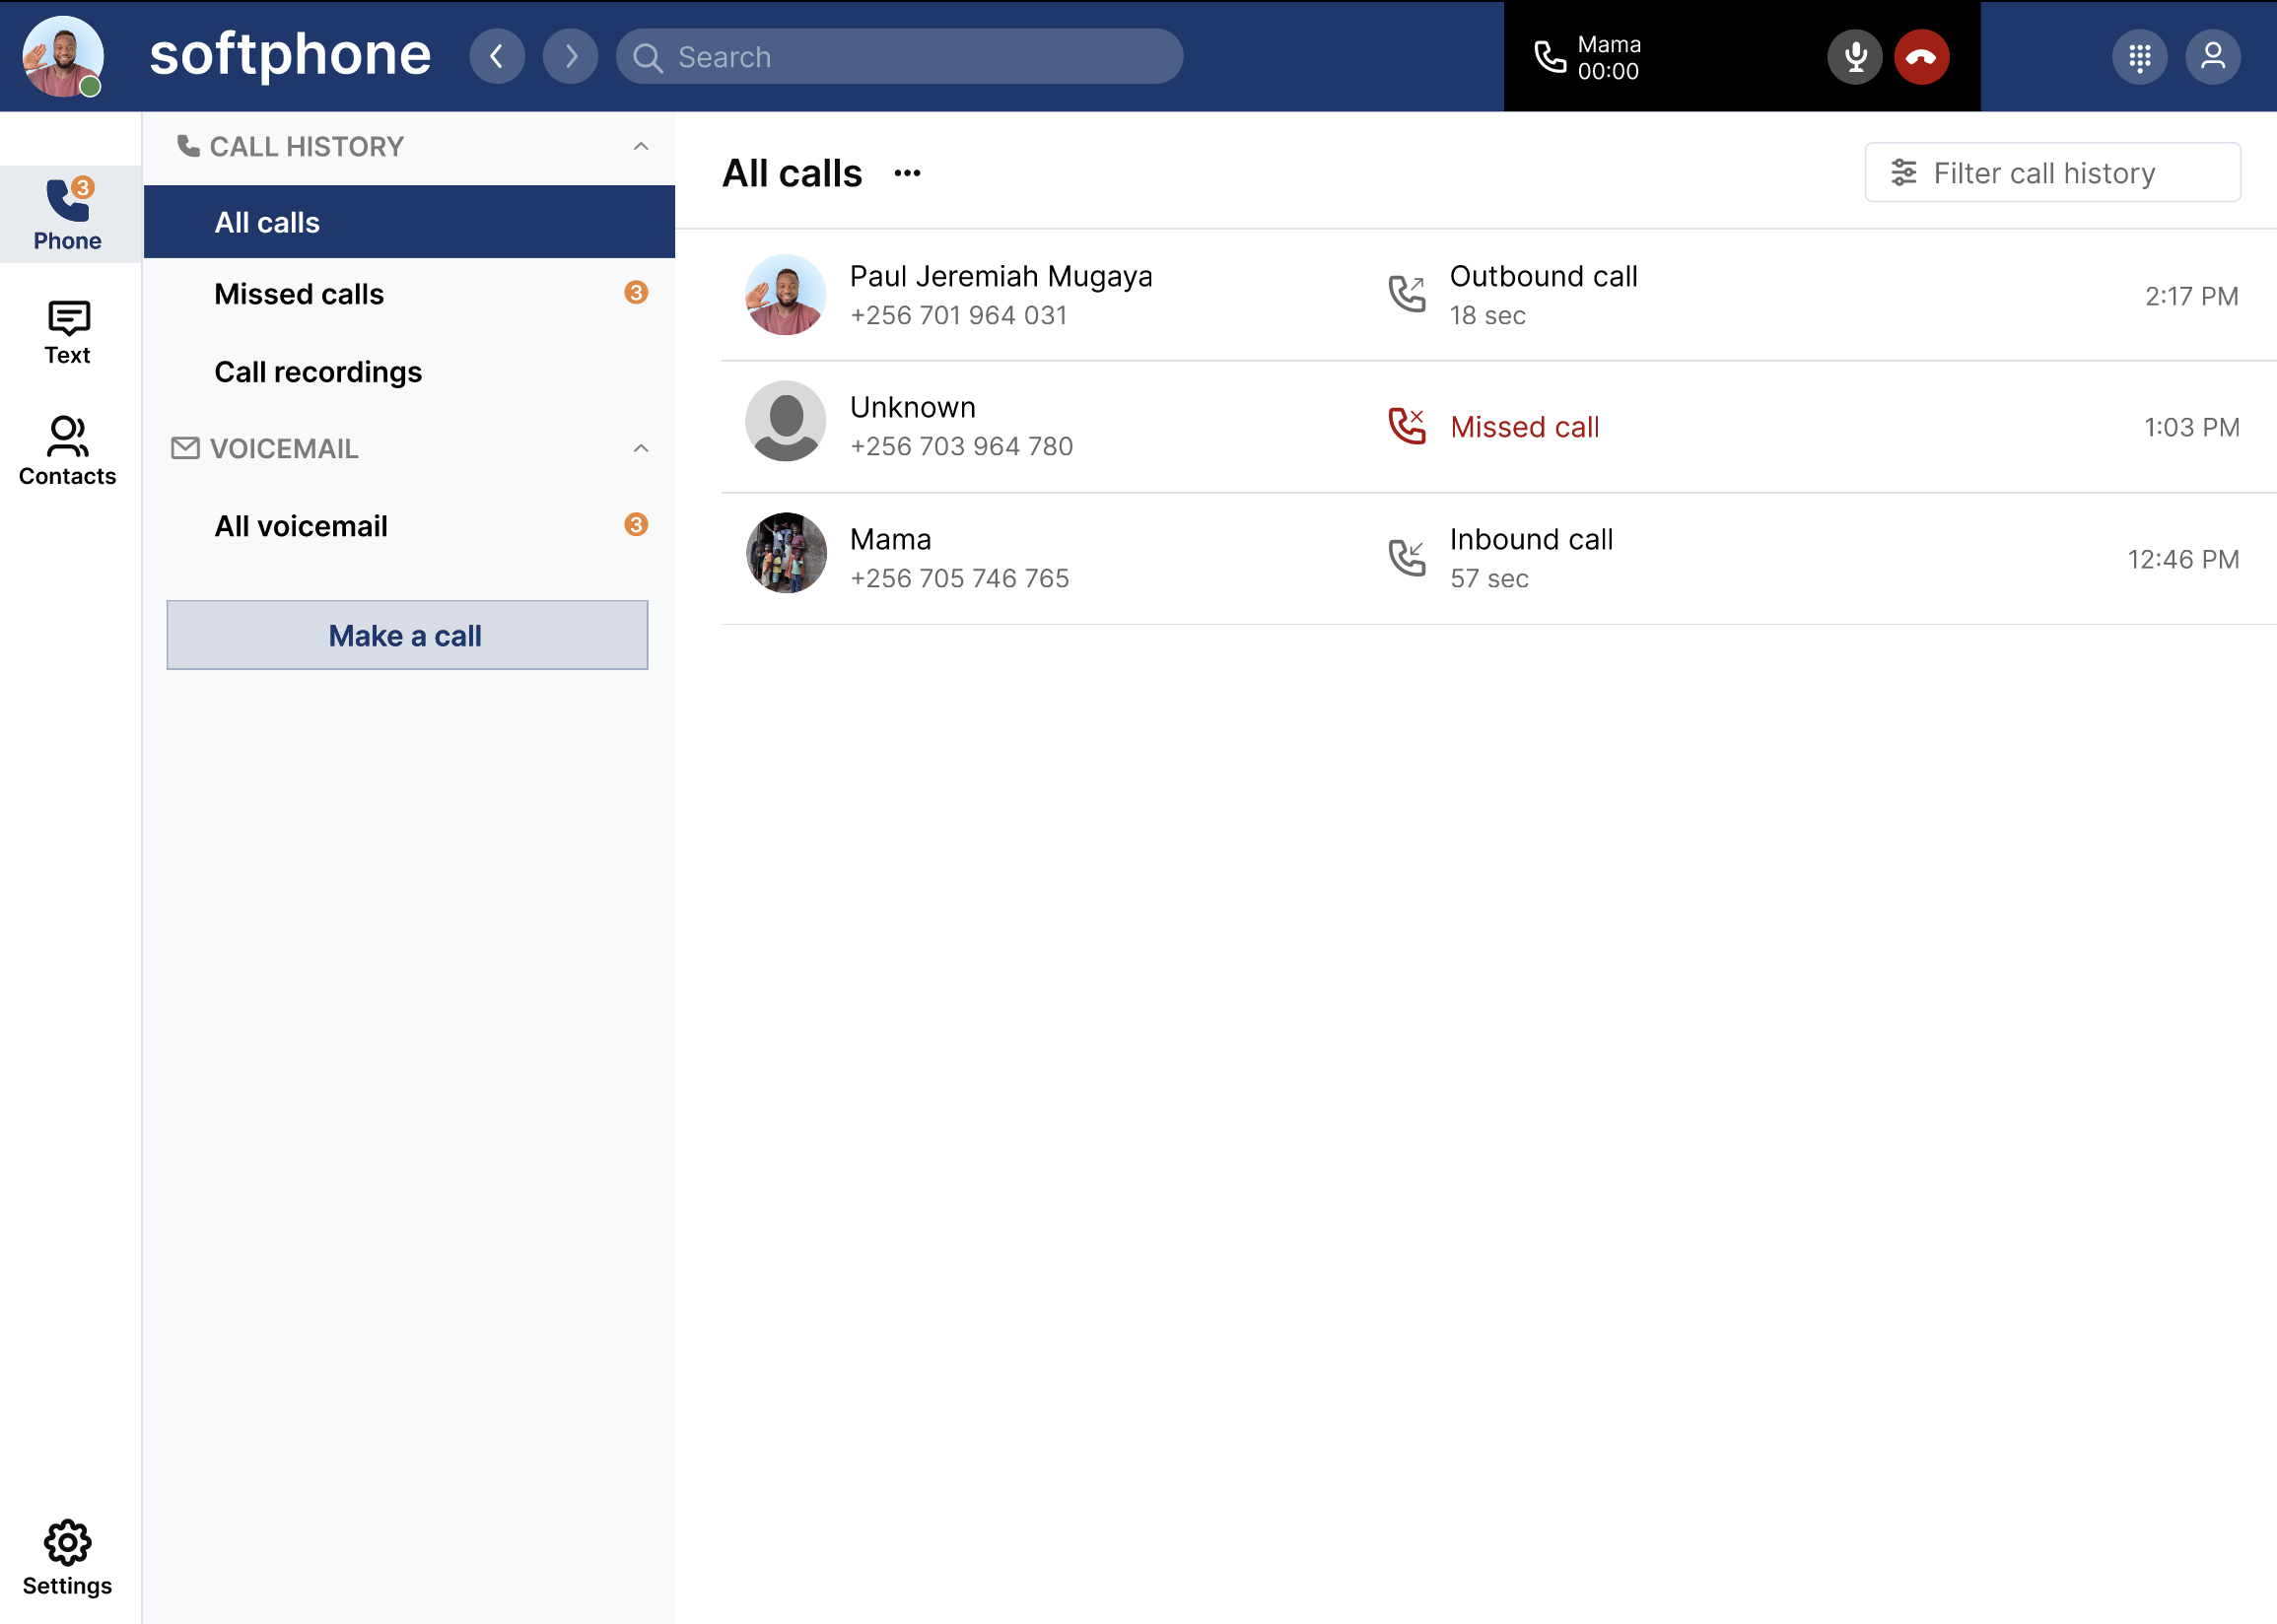 softphone
Search
Mama
00:00
3
Phone
Text
Contacts
Settings
CALL HISTORY
All calls
Missed calls
3
Call recordings
VOICEMAIL
All voicemail
3
Make a call
All calls ...
Filter call history
Paul Jeremiah Mugaya
+256 701 964 031
Outbound call
18 sec
2:17 PM
Unknown
+256 703 964 780
Missed call
1:03 PM
Mama
+256 705 746 765
Inbound call
57 sec
12:46 PM